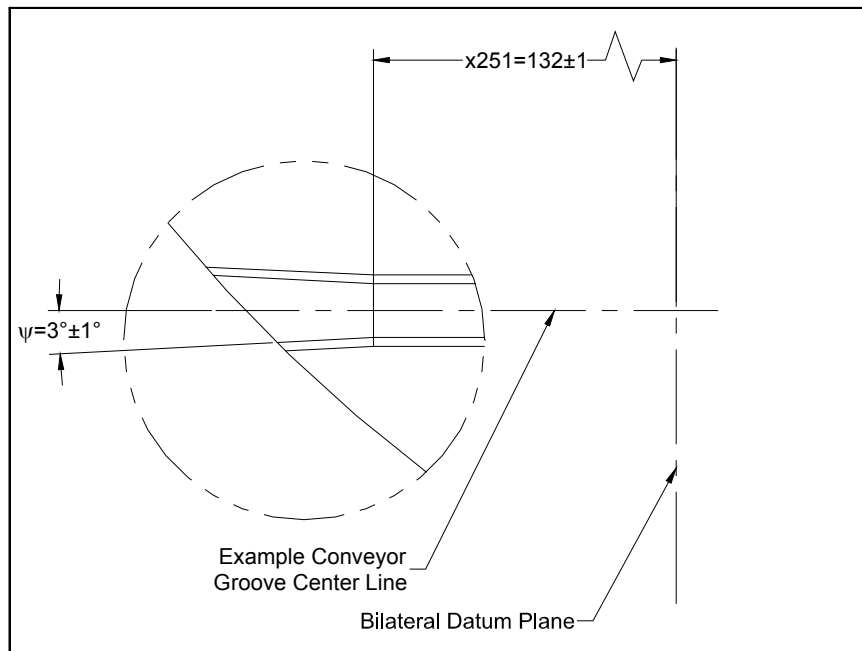 x251=132±1
ψ=3°±1°
Example Conveyor
Groove Center Line
Bilateral Datum Plane